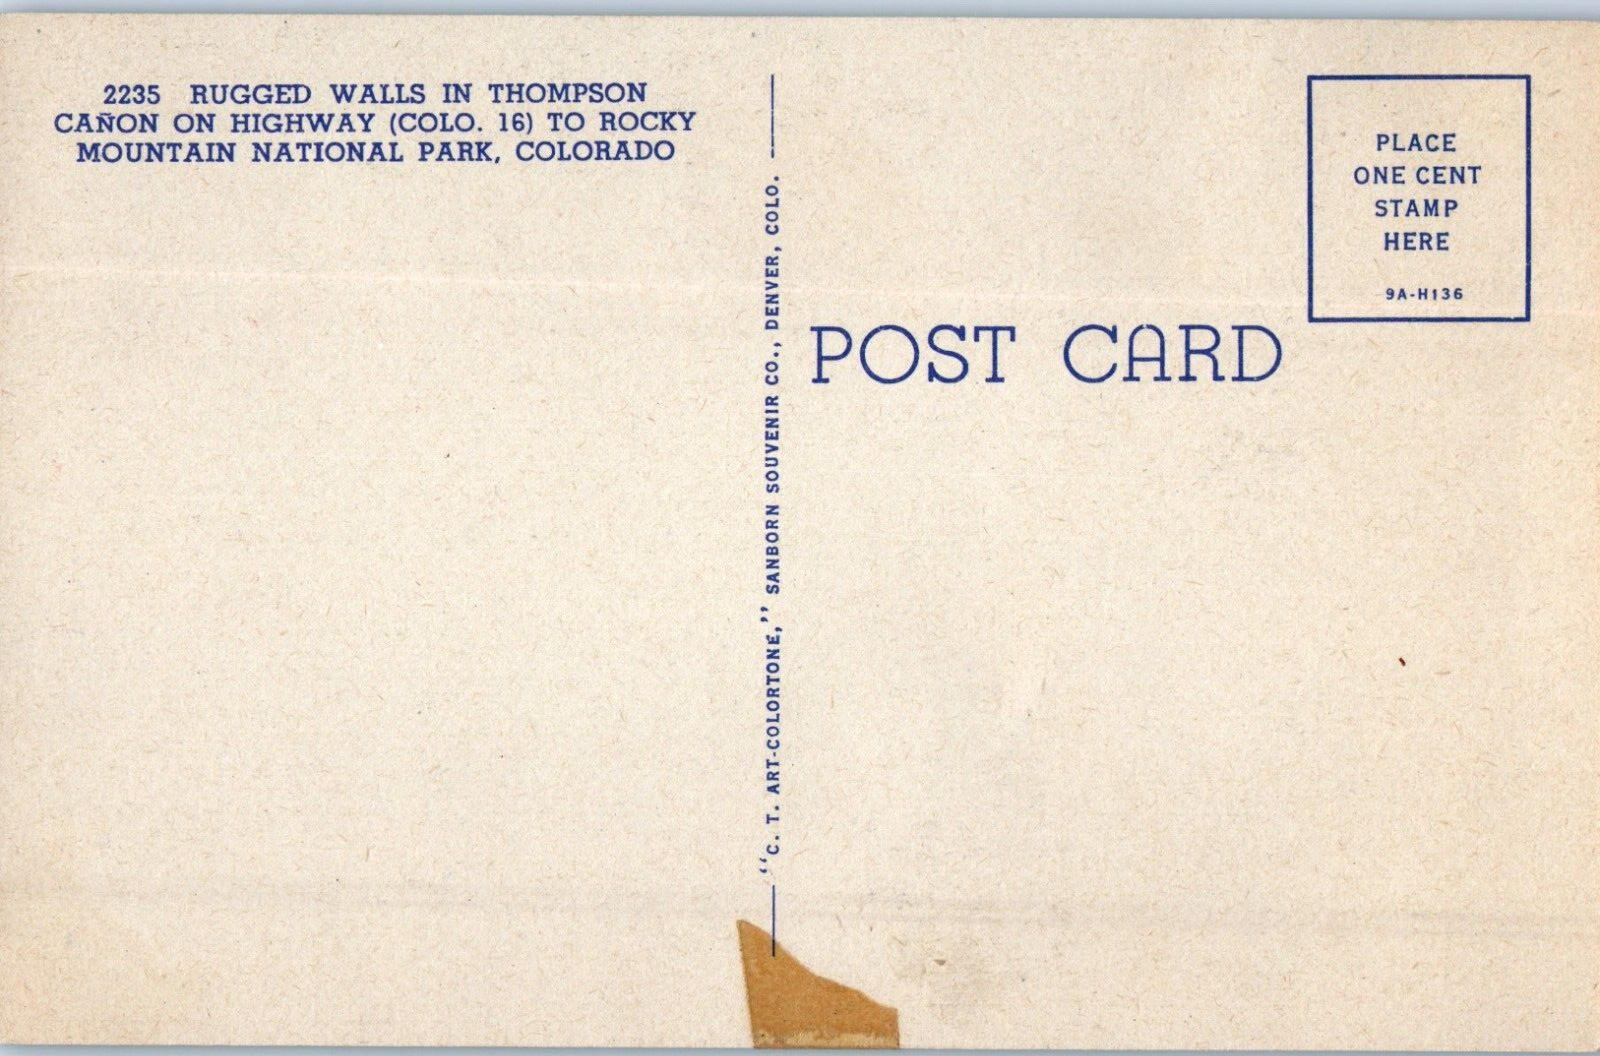 2235 RUGGED WALLS IN THOMPSON
CAÑON ON HIGHWAY (COLO. 16) TO ROCKY
MOUNTAIN NATIONAL PARK, COLORADO
"C. T. ART-COLORTONE," SANBORN SOUVENIR CO., DENVER, COLO.
POST CARD
PLACE
ONE CENT
STAMP
HERE
9A-H136